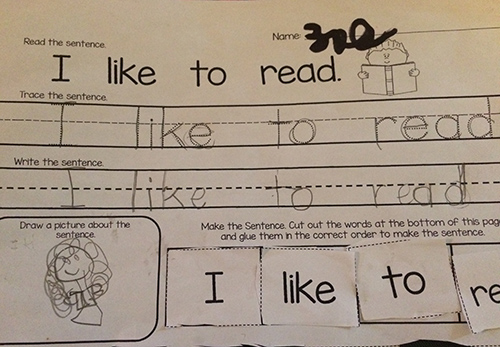 Name:
Read the sentence.
I like to read.
Trace the sentence.
I like to read
Write the sentence.
I like to read
Draw a picture about the sentence.
Make the Sentence. Cut out the words at the bottom of this pag
and glue them in the correct order to make the sentence.
I like to re